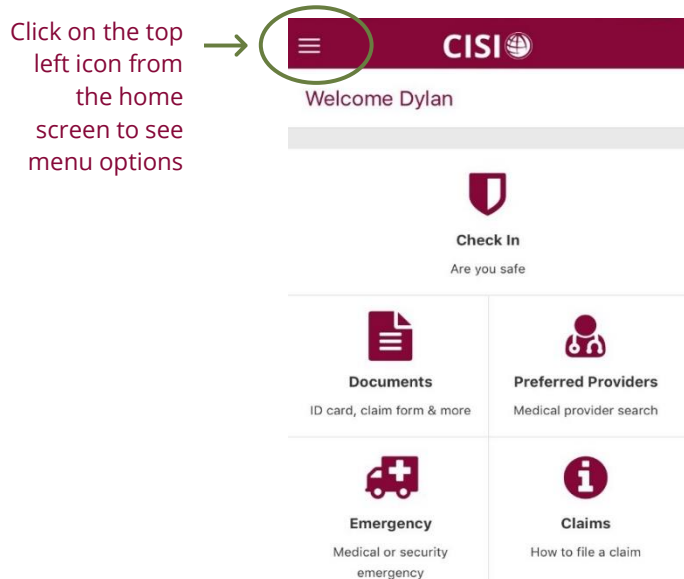 Click on the top
left icon from
the home
screen to see
menu options
CISI
Welcome Dylan
Check In
Are you safe
Documents
ID card, claim form & more
Preferred Providers
Medical provider search
Emergency
Medical or security
emergency
Claims
How to file a claim